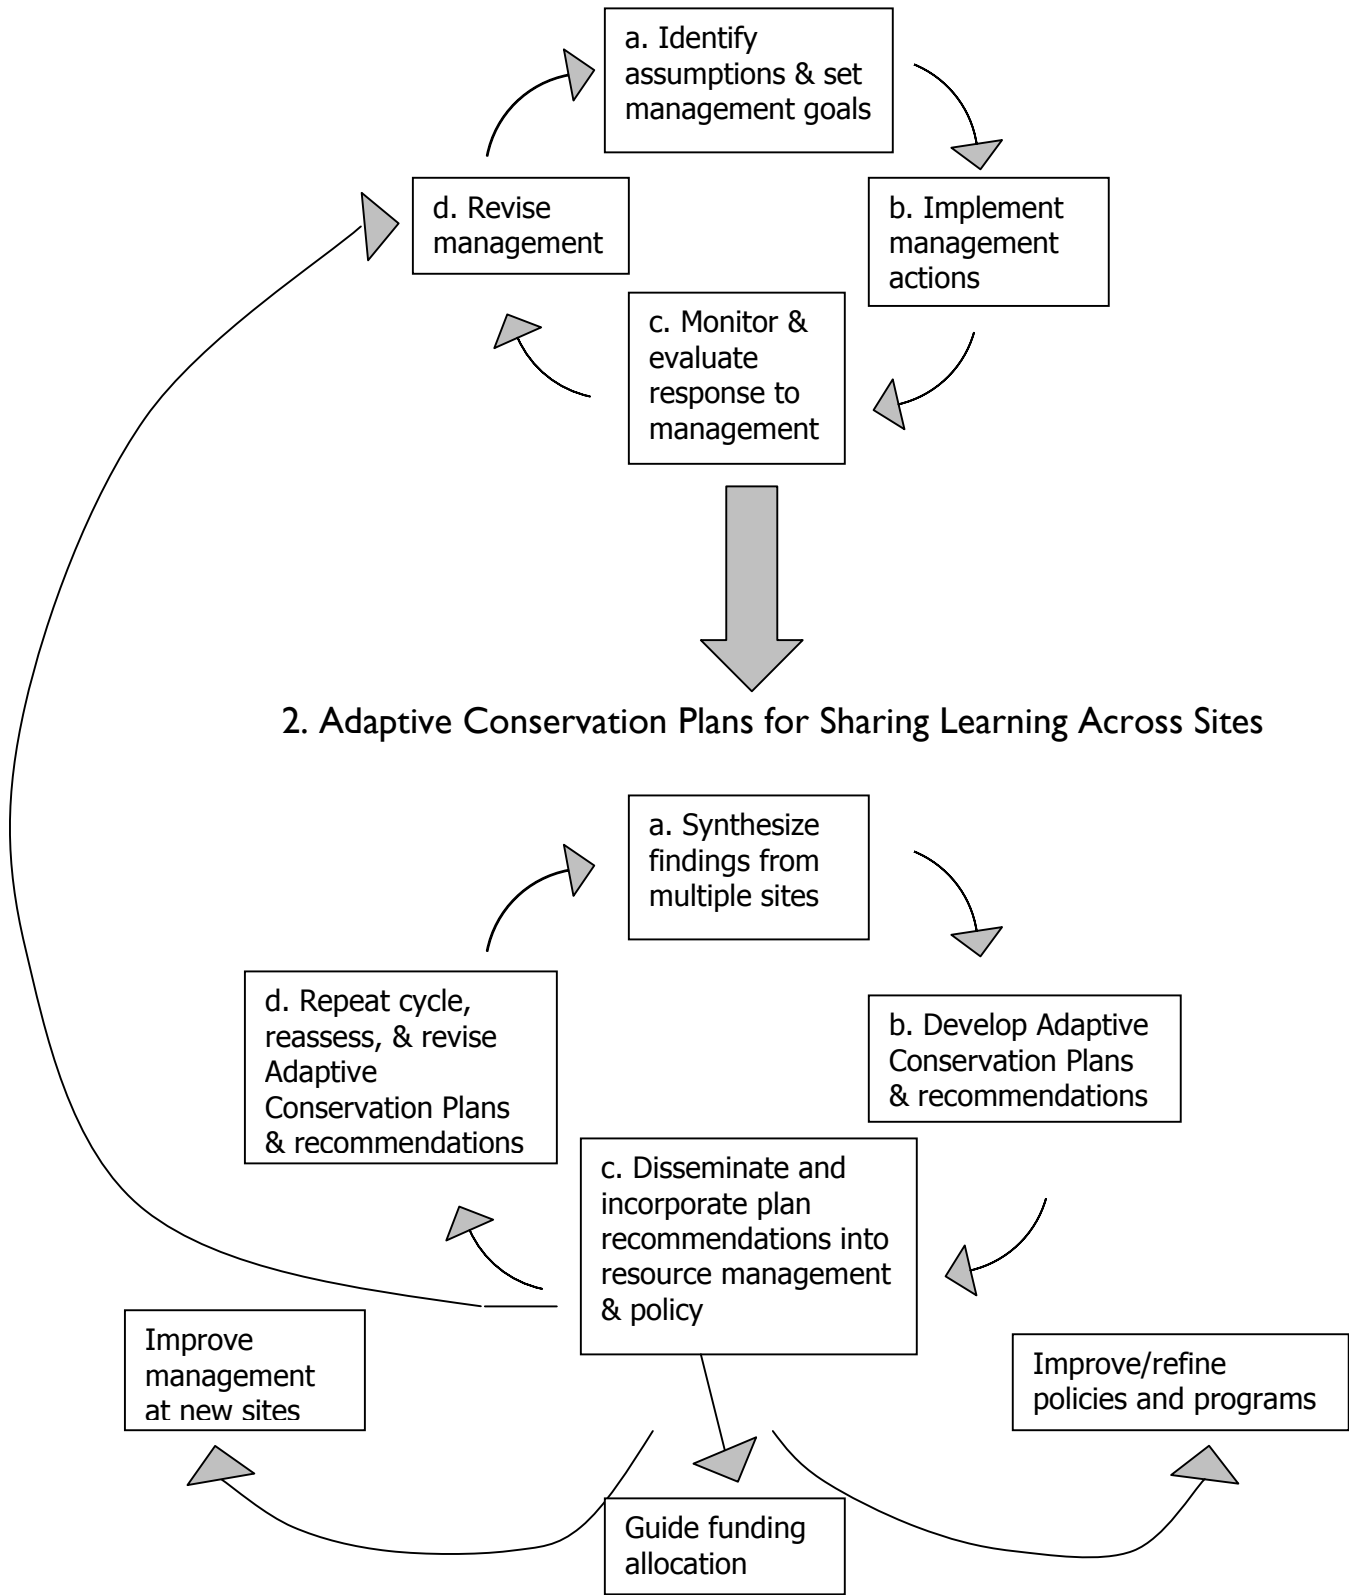 a. Identify
assumptions & set
management goals
d. Revise
management
b. Implement
management
actions
c. Monitor &
evaluate
response to
management
2. Adaptive Conservation Plans for Sharing Learning Across Sites
a. Synthesize
findings from
multiple sites
d. Repeat cycle,
reassess, & revise
Adaptive
Conservation Plans
& recommendations
b. Develop Adaptive
Conservation Plans
& recommendations
c. Disseminate and
incorporate plan
recommendations into
resource management
& policy
Improve
management
at new sites
Improve/refine
policies and programs
Guide funding
allocation